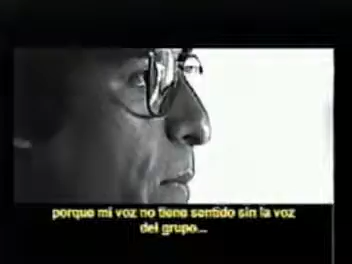 porque mi voz no tiene sentido sin la voz
del grupo...